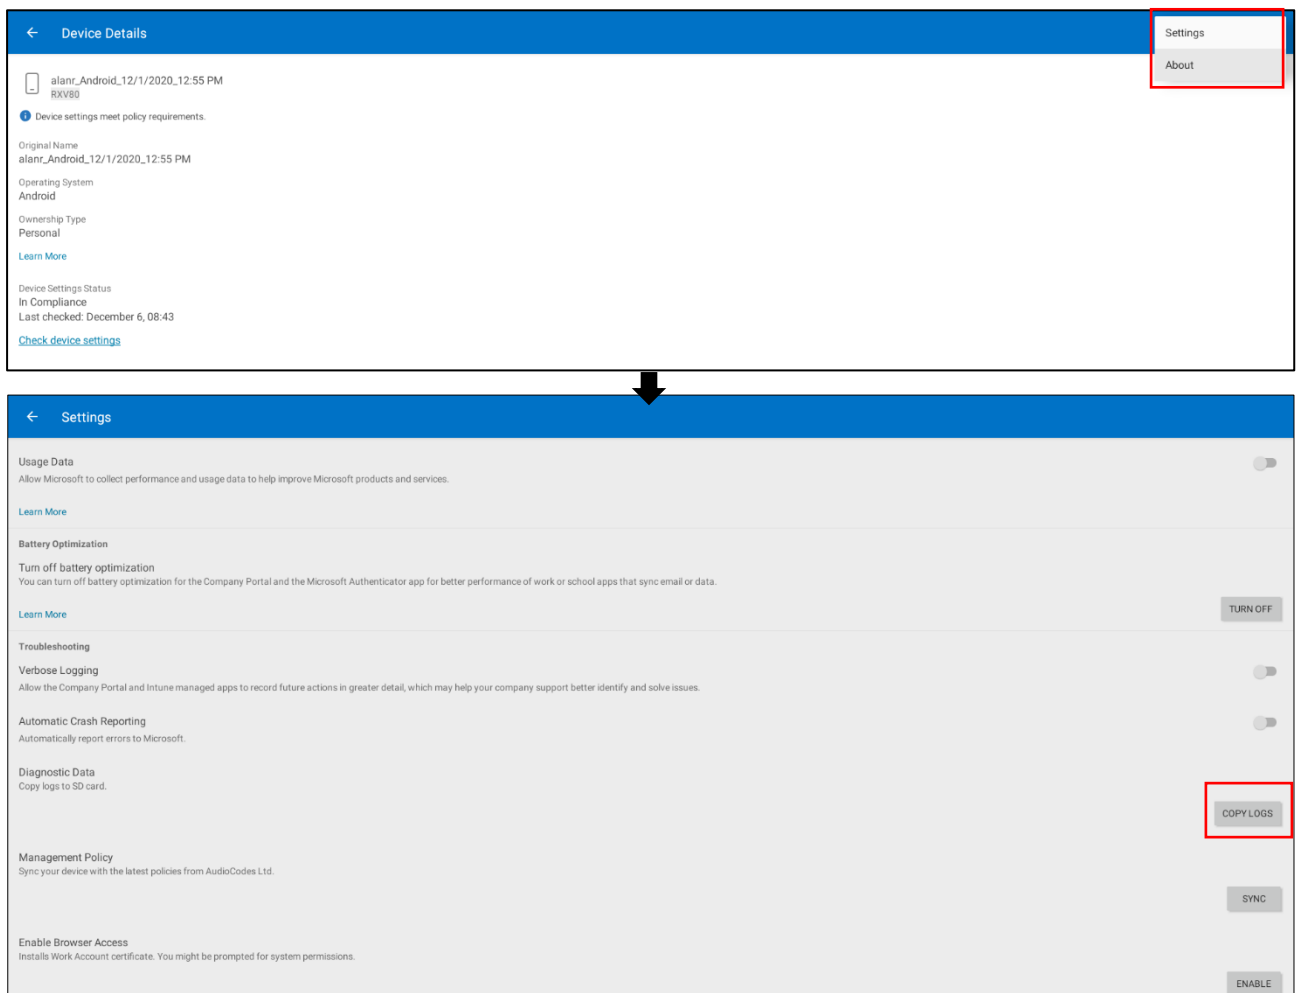 Device Details
Settings
About
alanr_Android_12/1/2020_12:55 PM
RXV80
Device settings meet policy requirements.
Original Name
alanr_Android_12/1/2020_12:55 PM
Operating System
Android
Ownership Type
Personal
Learn More
Device Settings Status
In Compliance
Last checked: December 6, 08:43
Check device settings
Settings
Usage Data
Allow Microsoft to collect performance and usage data to help improve Microsoft products and services.
Learn More
Battery Optimization
Turn off battery optimization
You can turn off battery optimization for the Company Portal and the Microsoft Authenticator app for better performance of work or school apps that sync email or data.
Learn More
TURN OFF
Troubleshooting
Verbose Logging
Allow the Company Portal and Intune managed apps to record future actions in greater detail, which may help your company support better identify and solve issues.
Automatic Crash Reporting
Automatically report errors to Microsoft.
Diagnostic Data
Copy logs to SD card.
COPY LOGS
Management Policy
Sync your device with the latest policies from AudioCodes Ltd.
SYNC
Enable Browser Access
Installs Work Account certificate. You might be prompted for system permissions.
ENABLE